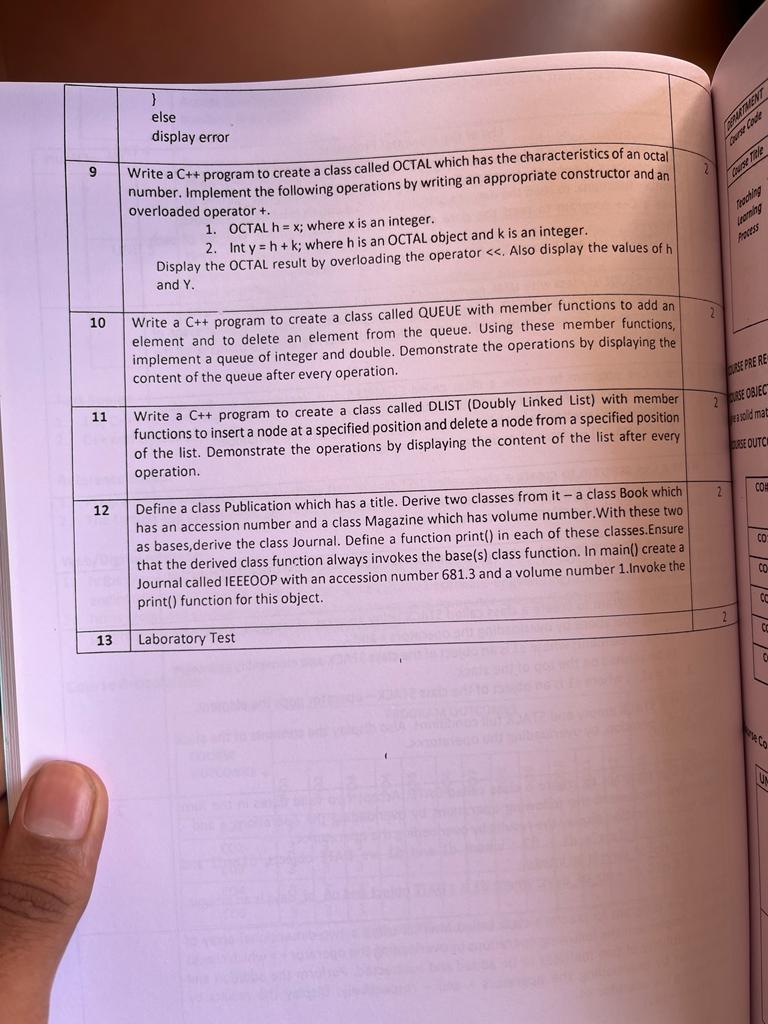 }
else
display error
9 Write a C++ program to create a class called OCTAL which has the characteristics of an octal 2
number. Implement the following operations by writing an appropriate constructor and an
overloaded operator +.
1. OCTAL h = x; where x is an integer.
2. Int y = h + k; where h is an OCTAL object and k is an integer.
Display the OCTAL result by overloading the operator <<. Also display the values of h
and Y.
10 Write a C++ program to create a class called QUEUE with member functions to add an 2
element and to delete an element from the queue. Using these member functions,
implement a queue of integer and double. Demonstrate the operations by displaying the
content of the queue after every operation.
11 Write a C++ program to create a class called DLIST (Doubly Linked List) with member 2
functions to insert a node at a specified position and delete a node from a specified position
of the list. Demonstrate the operations by displaying the content of the list after every
operation.
12 Define a class Publication which has a title. Derive two classes from it – a class Book which 2
has an accession number and a class Magazine which has volume number.With these two
as bases,derive the class Journal. Define a function print() in each of these classes.Ensure
that the derived class function always invokes the base(s) class function. In main() create a
Journal called IEEEOOP with an accession number 681.3 and a volume number 1.Invoke the
print() function for this object.
13 Laboratory Test 2
DEPARTMENT
Course Code
Course Title
Teaching
Learning
Process
OURSE PRE RE
OURSE OBJEC
e a solid mat
OURSE OUTC
CO#
CO
CO
CC
CC
C
urse Co
UN